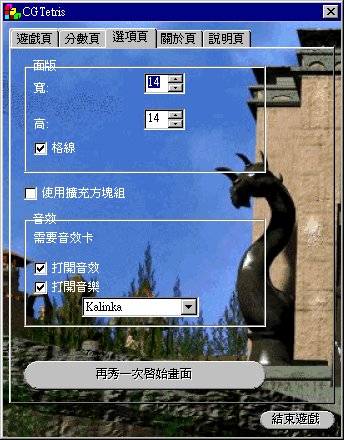 CGTetris
遊戲頁 分數頁 選項頁 關於頁 說明頁
面版
寬: 14
高: 14
格線
使用擴充方塊組
音效
需要音效卡
打開音效
打開音樂
Kalinka
再秀一次啓始畫面
結束遊戲